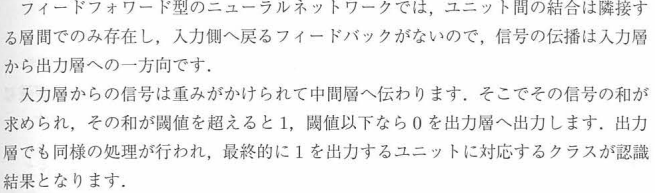 フィードフォワード型のニューラルネットワークでは，ユニット間の結合は隣接す
る層間でのみ存在し，入力側へ戻るフィードバックがないので，信号の伝播は入力層
から出力層への一方向です．
入力層からの信号は重みがかけられて中間層へ伝わります．そこでその信号の和が
求められ，その和が閾値を超えると 1，閾値以下なら 0 を出力層へ出力します．出力
層でも同様の処理が行われ，最終的に 1 を出力するユニットに対応するクラスが認識
結果となります．